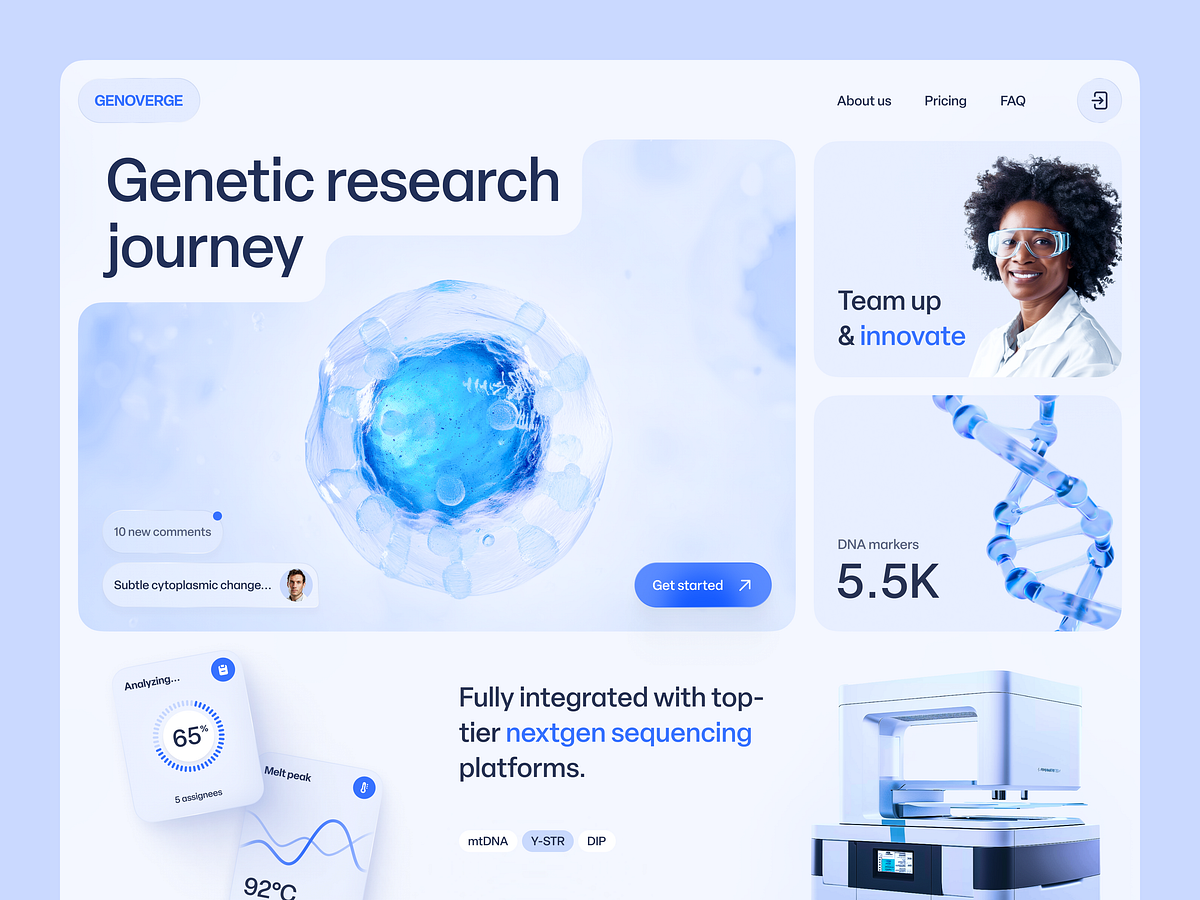 GENOVERGE
About us
Pricing
FAQ
Genetic research
journey
Team up
& innovate
10 new comments
Subtle cytoplasmic change...
Get started
DNA markers
5.5K
Analyzing...
65%
5 assignees
Melt peak
92°C
Fully integrated with top-
tier nextgen sequencing
platforms.
mtDNA
Y-STR
DIP